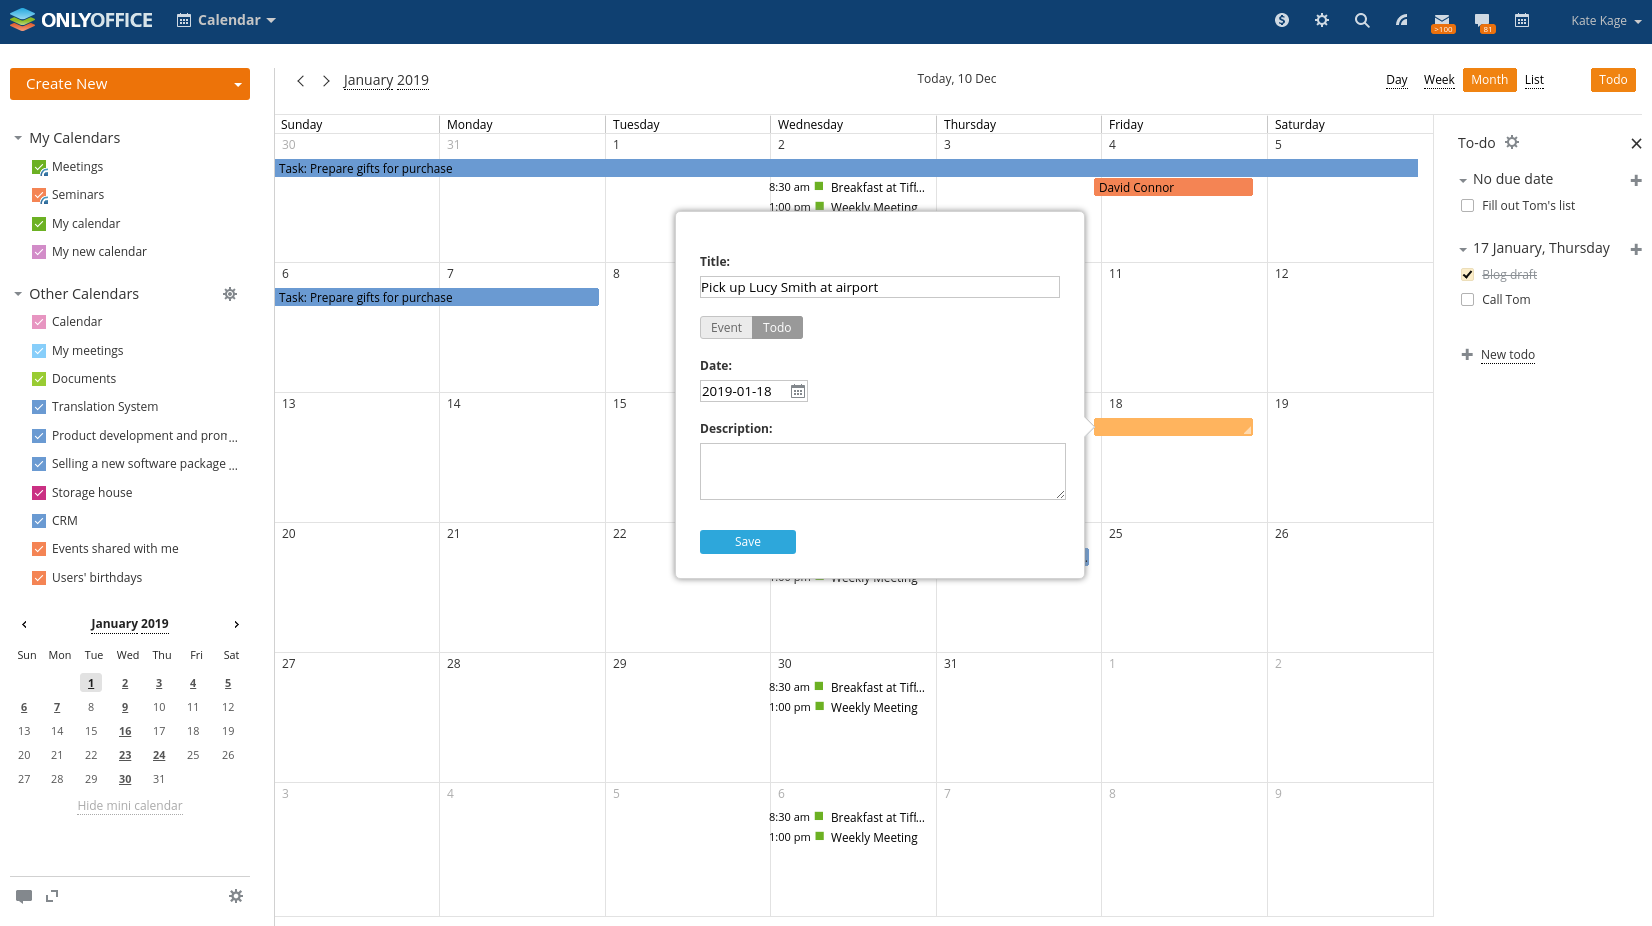 ONLYOFFICE
Calendar
$
>100
81
Kate Kage
Create New
January 2019
Today, 10 Dec
Day
Week
Month
List
Todo
My Calendars
Meetings
Seminars
My calendar
My new calendar
Other Calendars
Calendar
My meetings
Documents
Translation System
Product development and pron...
Selling a new software package ...
Storage house
CRM
Events shared with me
Users' birthdays
January 2019
Sun Mon Tue Wed Thu Fri Sat
1 2 3 4 5
6 7 8 9 10 11 12
13 14 15 16 17 18 19
20 21 22 23 24 25 26
27 28 29 30 31
Hide mini calendar
Sunday Monday Tuesday Wednesday Thursday Friday Saturday
30 31 1 2 3 4 5
Task: Prepare gifts for purchase
8:30 am Breakfast at Tiff...
David Connor
1:00 pm Weekly Meeting
6 7 8 11 12
Task: Prepare gifts for purchase
13 14 15 18 19
20 21 22 25 26
1:00 pm Weekly Meeting
27 28 29 30 31 1 2
8:30 am Breakfast at Tiff...
1:00 pm Weekly Meeting
3 4 5 6 7 8 9
8:30 am Breakfast at Tiff...
1:00 pm Weekly Meeting
Title:
Pick up Lucy Smith at airport
Event Todo
Date:
2019-01-18
Description:
Save
To-do
No due date
Fill out Tom's list
17 January, Thursday
Blog draft
Call Tom
New todo